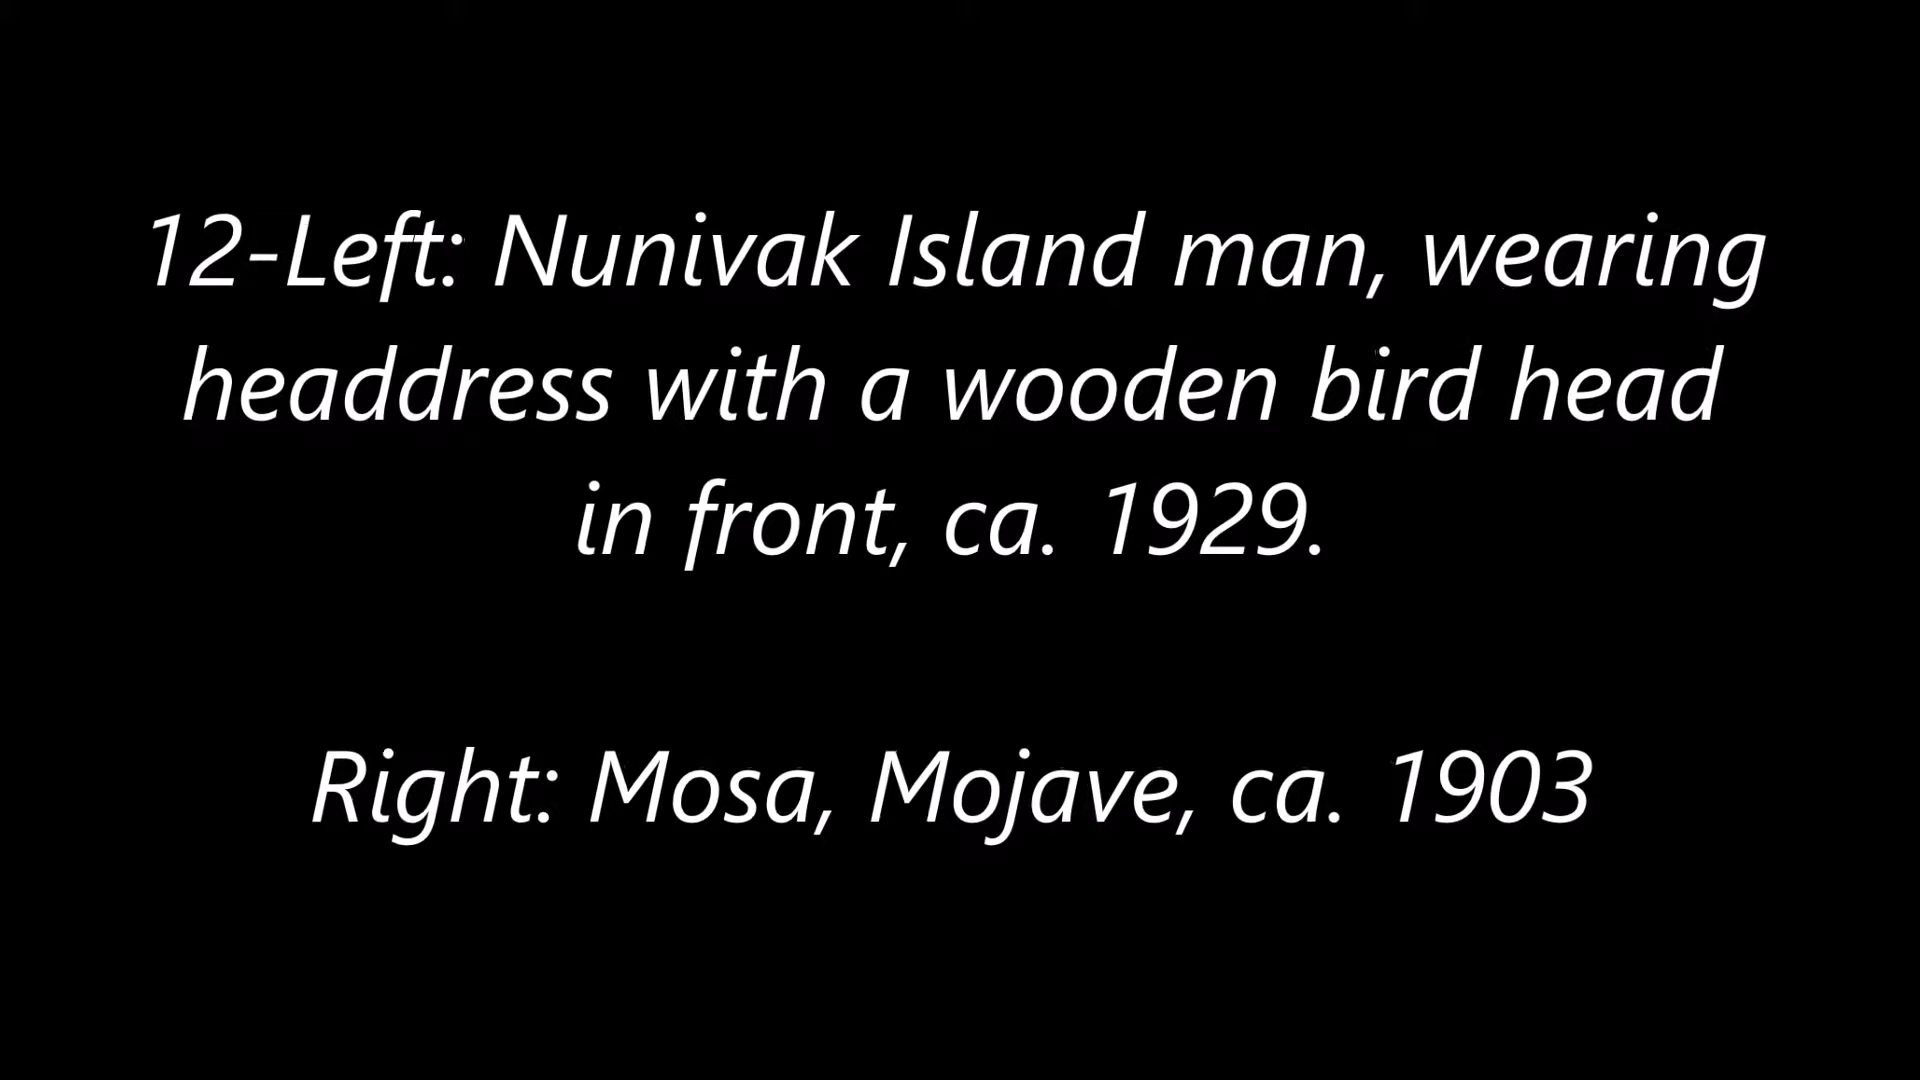 12-Left: Nunivak Island man, wearing
headdress with a wooden bird head
in front, ca. 1929.
Right: Mosa, Mojave, ca. 1903